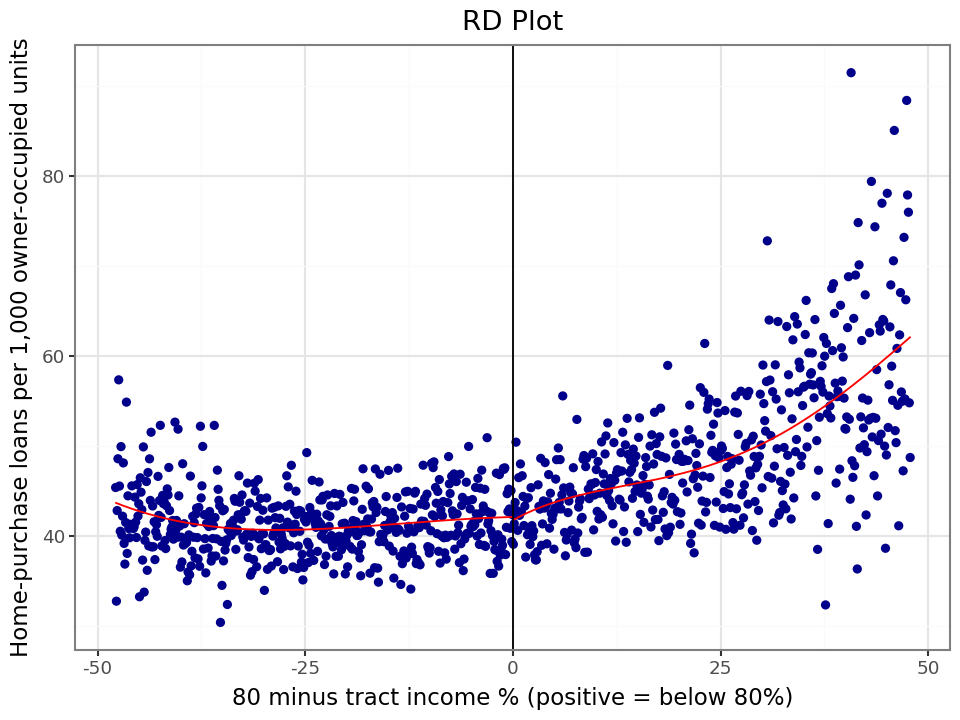 RD Plot
Home-purchase loans per 1,000 owner-occupied units
80
60
40
-50
-25
0
25
50
80 minus tract income % (positive = below 80%)